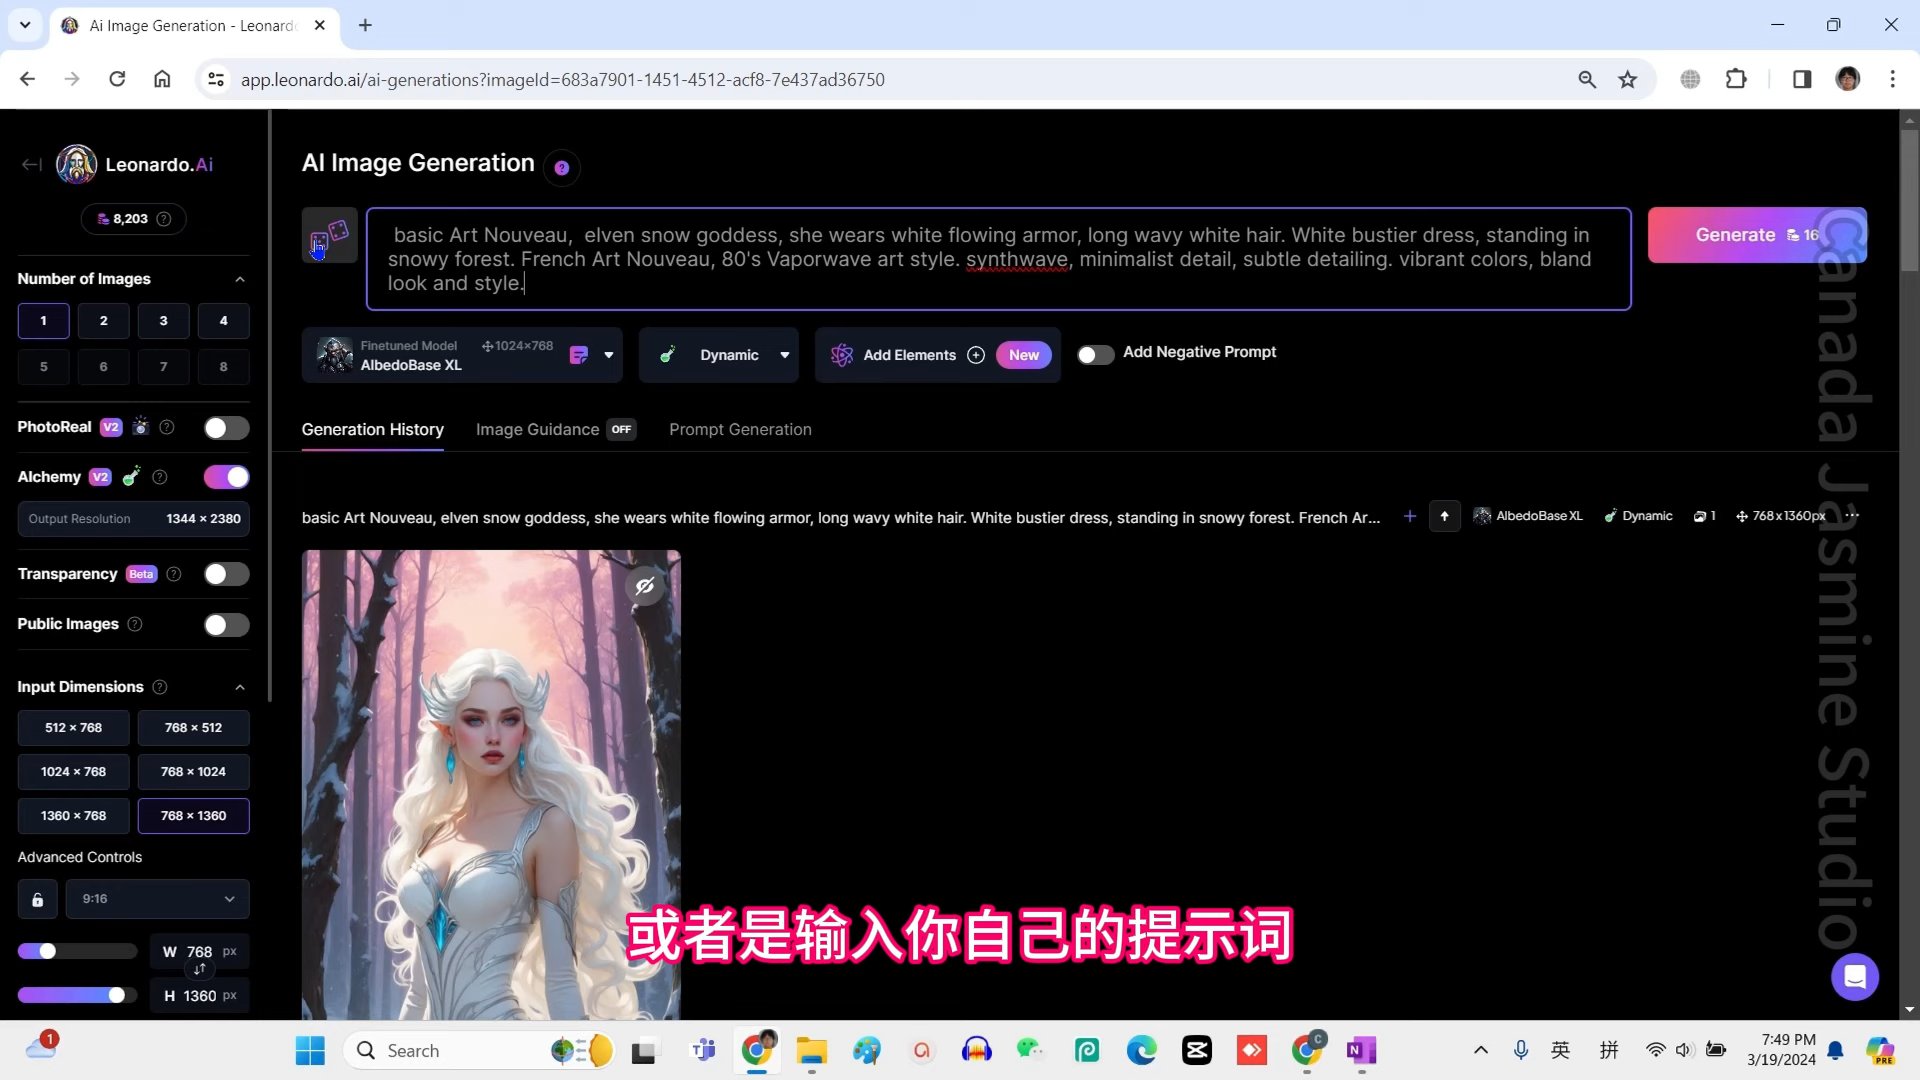 Ai Image Generation - Leonardo
app.leonardo.ai/ai-generations?imageId=683a7901-1451-4512-acf8-7e437ad36750
Leonardo.Ai
8,203
Number of Images
1 2 3 4
5 6 7 8
PhotoReal V2
Alchemy V2
Output Resolution 1344 × 2380
Transparency Beta
Public Images
Input Dimensions
512 × 768 768 × 512
1024 × 768 768 × 1024
1360 × 768 768 × 1360
Advanced Controls
9:16
W 768 px
H 1360 px
AI Image Generation
basic Art Nouveau, elven snow goddess, she wears white flowing armor, long wavy white hair. White bustier dress, standing in
snowy forest. French Art Nouveau, 80's Vaporwave art style. synthwave, minimalist detail, subtle detailing. vibrant colors, bland
look and style.
Generate 16
Finetuned Model 1024×768
AlbedoBase XL
Dynamic
Add Elements New
Add Negative Prompt
Generation History Image Guidance OFF Prompt Generation
basic Art Nouveau, elven snow goddess, she wears white flowing armor, long wavy white hair. White bustier dress, standing in snowy forest. French Ar...
AlbedoBase XL Dynamic 1 768x1360px
Canada Jasmine Studio
或者是输入你自己的提示词
1
Search
英 拼
7:49 PM
3/19/2024
PRE